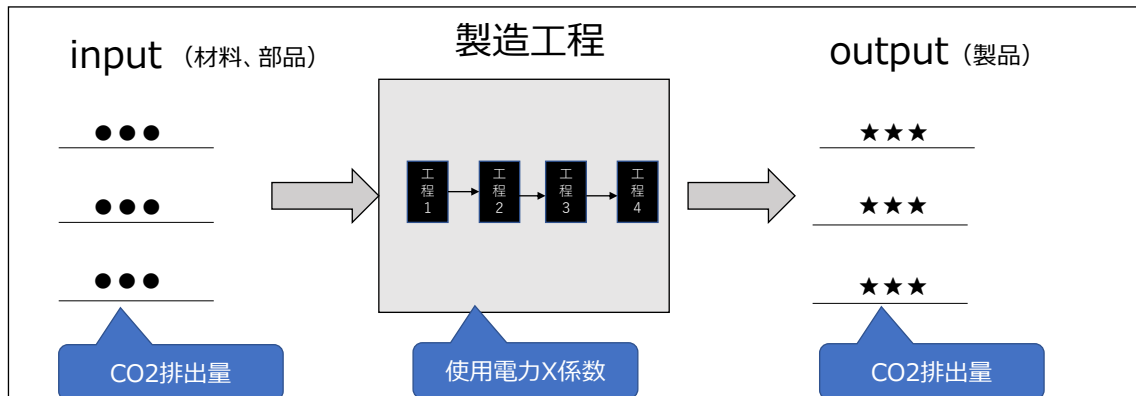 input (材料、部品)
製造工程
output (製品)
●●●
●●●
●●●
工程1
工程2
工程3
工程4
★★★
★★★
★★★
CO2排出量
使用電力X係数
CO2排出量